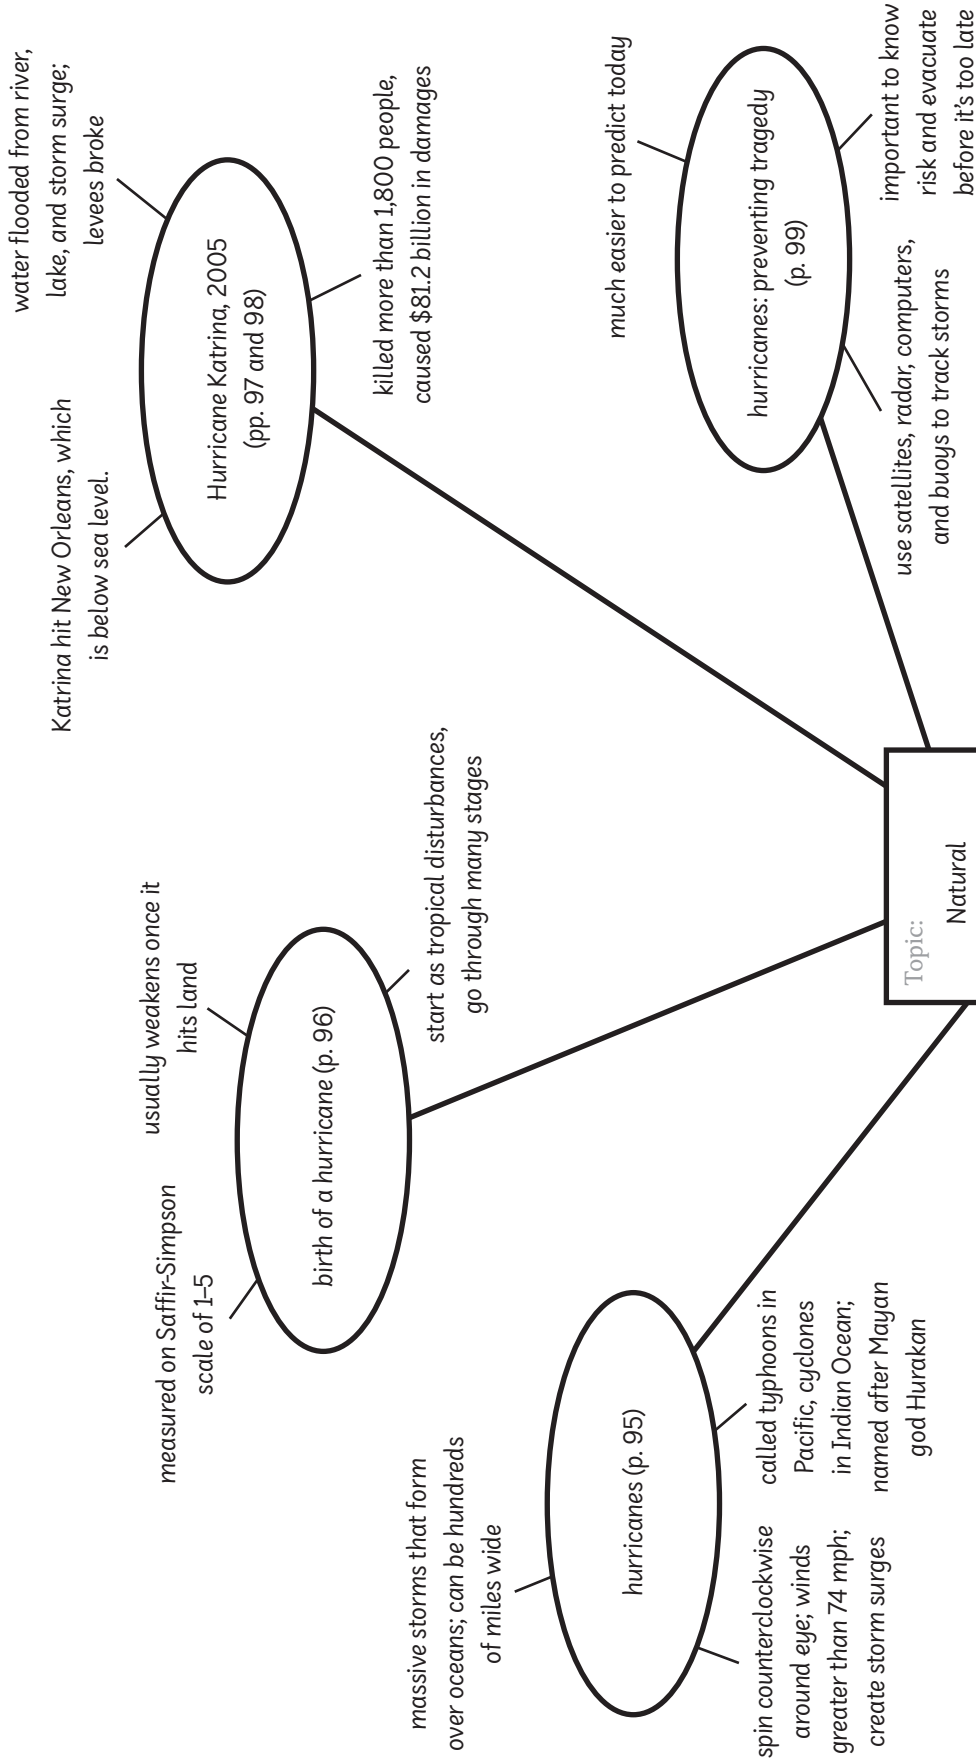 massive storms that form
over oceans; can be hundreds
of miles wide
hurricanes (p. 95)
spin counterclockwise
around eye; winds
greater than 74 mph;
create storm surges
called typhoons in
Pacific, cyclones
in Indian Ocean;
named after Mayan
god Hurakan
measured on Saffir-Simpson
scale of 1–5
usually weakens once it
hits land
birth of a hurricane (p. 96)
start as tropical disturbances,
go through many stages
Katrina hit New Orleans, which
is below sea level.
water flooded from river,
lake, and storm surge;
levees broke
Hurricane Katrina, 2005
(pp. 97 and 98)
killed more than 1,800 people,
caused $81.2 billion in damages
much easier to predict today
hurricanes: preventing tragedy
(p. 99)
use satellites, radar, computers,
and buoys to track storms
important to know
risk and evacuate
before it's too late
Topic:
Natural